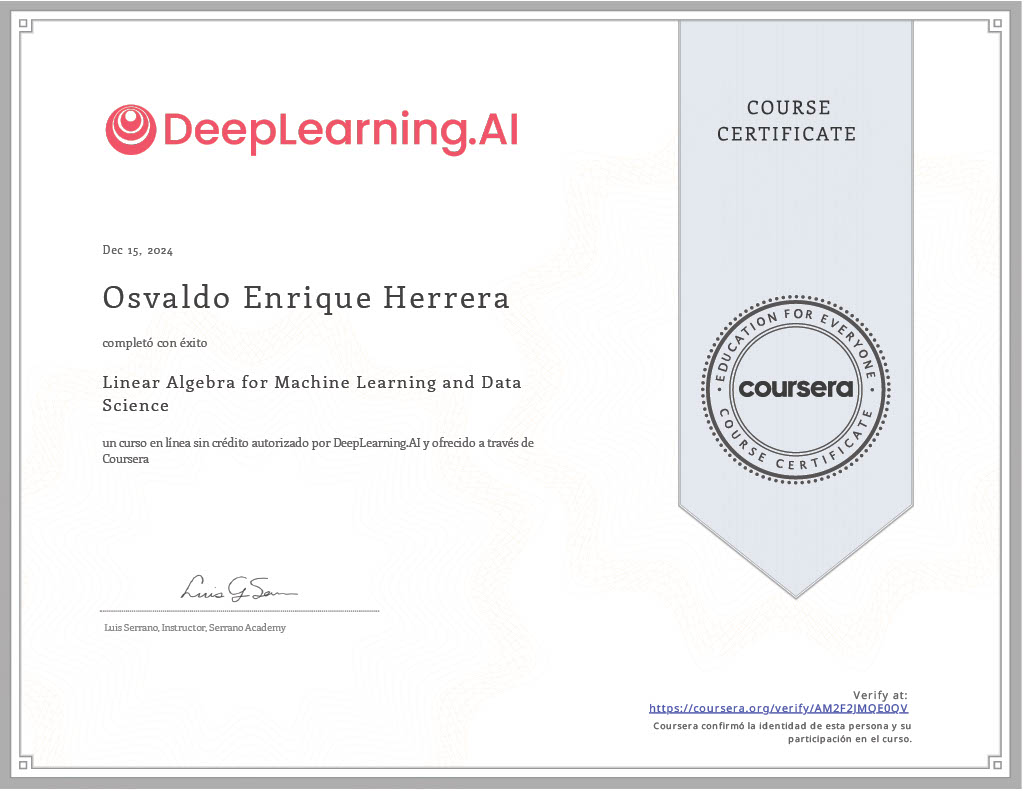 DeepLearning.AI
COURSE
CERTIFICATE
Dec 15, 2024
Osvaldo Enrique Herrera
completó con éxito
Linear Algebra for Machine Learning and Data
Science
un curso en línea sin crédito autorizado por DeepLearning.AI y ofrecido a través de
Coursera
EDUCATION FOR EVERYONE
coursera
COURSE CERTIFICATE
Luis G Serrano
Luis Serrano, Instructor, Serrano Academy
Verify at:
https://coursera.org/verify/AM2F2JMQE0QV
Coursera confirmó la identidad de esta persona y su
participación en el curso.